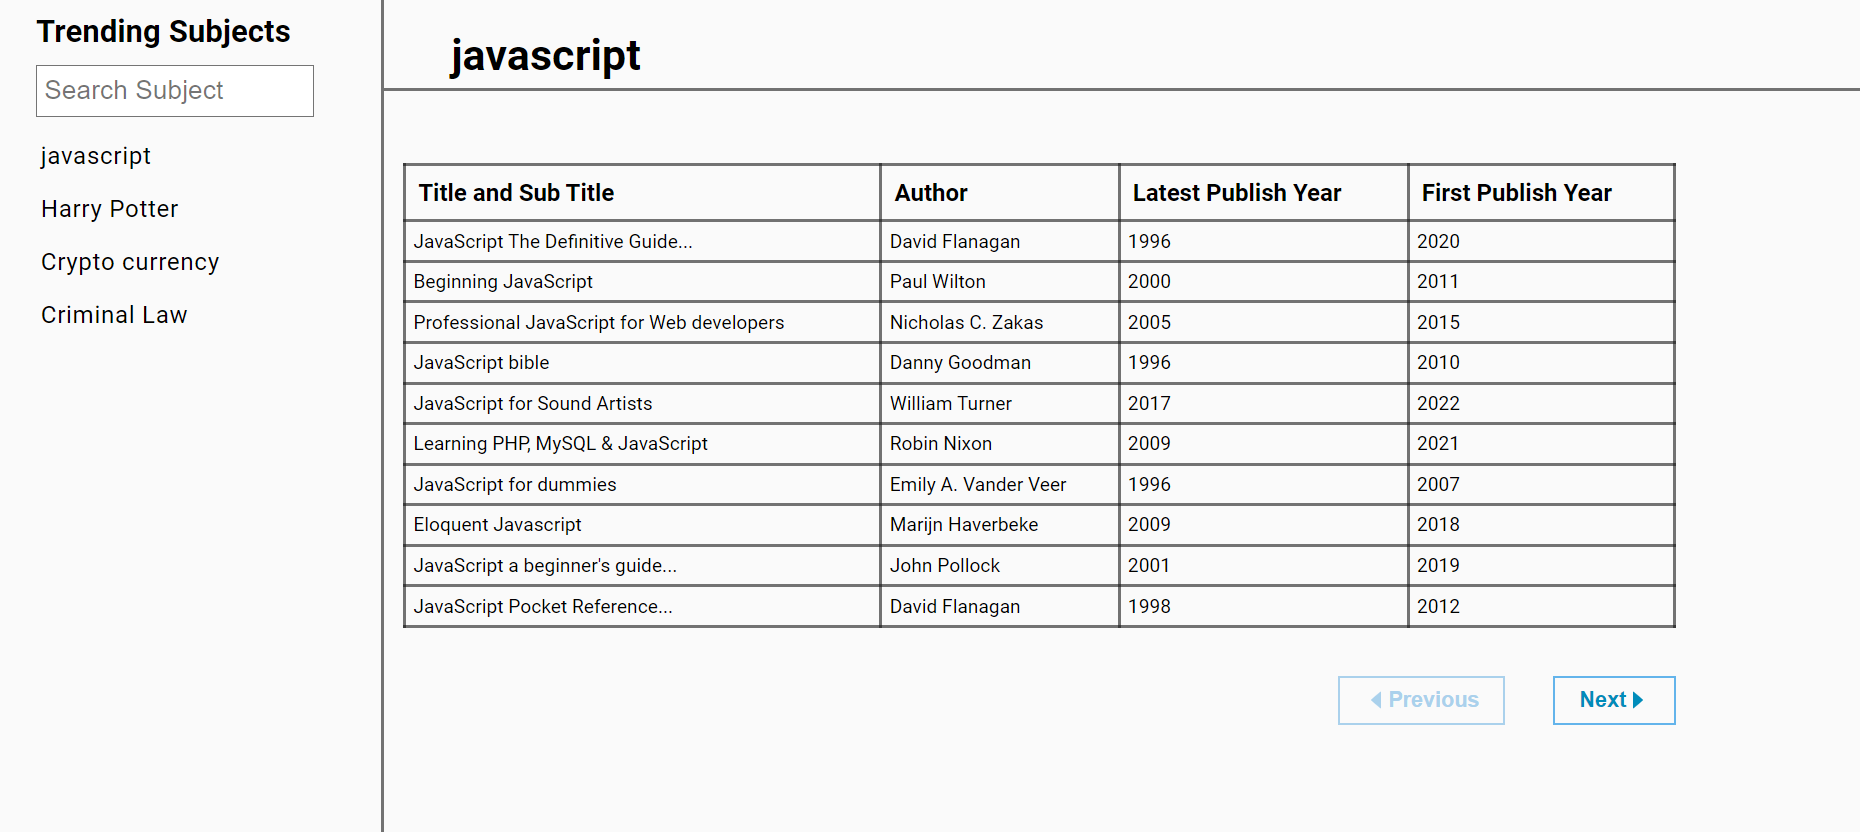 Trending Subjects
Search Subject
javascript
Harry Potter
Crypto currency
Criminal Law
javascript
Title and Sub Title Author Latest Publish Year First Publish Year
JavaScript The Definitive Guide... David Flanagan 1996 2020
Beginning JavaScript Paul Wilton 2000 2011
Professional JavaScript for Web developers Nicholas C. Zakas 2005 2015
JavaScript bible Danny Goodman 1996 2010
JavaScript for Sound Artists William Turner 2017 2022
Learning PHP, MySQL & JavaScript Robin Nixon 2009 2021
JavaScript for dummies Emily A. Vander Veer 1996 2007
Eloquent Javascript Marijn Haverbeke 2009 2018
JavaScript a beginner's guide... John Pollock 2001 2019
JavaScript Pocket Reference... David Flanagan 1998 2012
Previous Next